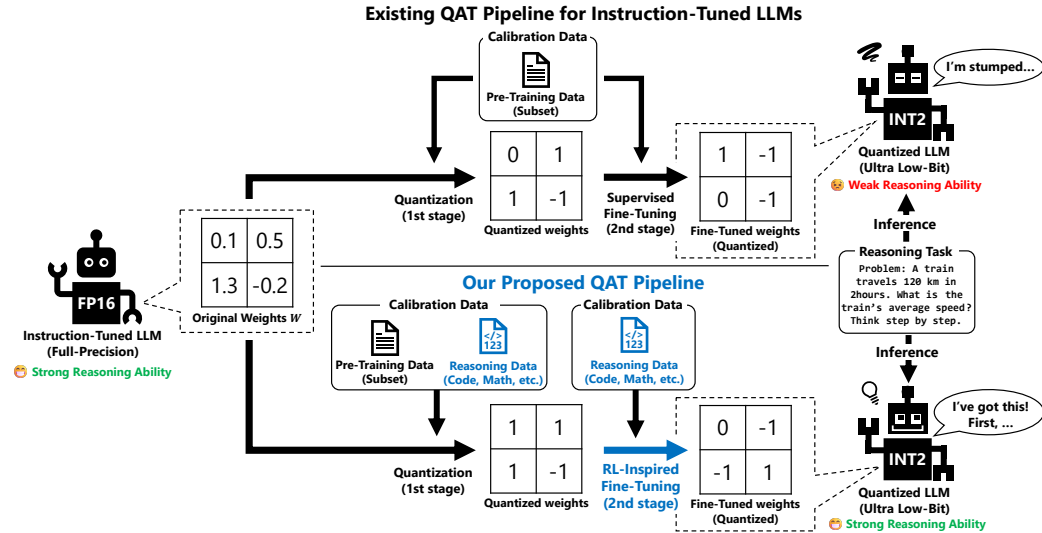 Existing QAT Pipeline for Instruction-Tuned LLMs
Calibration Data
Pre-Training Data
(Subset)
I'm stumped...
INT2
Quantized LLM
(Ultra Low-Bit)
Weak Reasoning Ability
Quantization
(1st stage)
0 1
1 -1
Quantized weights
Supervised
Fine-Tuning
(2nd stage)
1 -1
0 -1
Fine-Tuned weights
(Quantized)
Inference
Reasoning Task
Problem: A train
travels 120 km in
2hours. What is the
train's average speed?
Think step by step.
Inference
FP16
Instruction-Tuned LLM
(Full-Precision)
Strong Reasoning Ability
0.1 0.5
1.3 -0.2
Original Weights W
Our Proposed QAT Pipeline
Calibration Data
Pre-Training Data
(Subset)
</>
123
Reasoning Data
(Code, Math, etc.)
Calibration Data
</>
123
Reasoning Data
(Code, Math, etc.)
Quantization
(1st stage)
1 1
1 -1
Quantized weights
RL-Inspired
Fine-Tuning
(2nd stage)
0 -1
-1 1
Fine-Tuned weights
(Quantized)
I've got this!
First, ...
INT2
Quantized LLM
(Ultra Low-Bit)
Strong Reasoning Ability